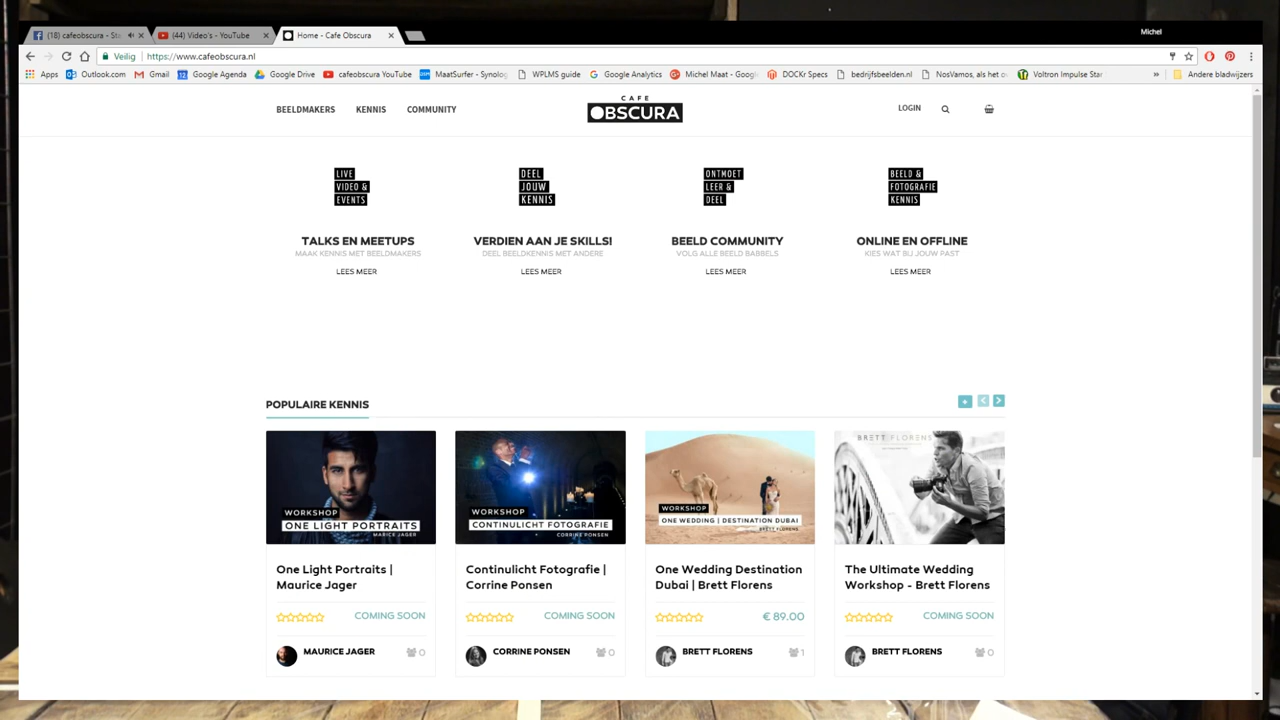 Michel
(18) cafeobscura - Sta
(44) Video's - YouTube
Home - Cafe Obscura
Veilig
https://www.cafeobscura.nl
Apps
Outlook.com
Gmail
Google Agenda
Google Drive
cafeobscura YouTube
MaatSurfer - Synolog
WPLMS guide
Google Analytics
Michel Maat - Googl
DOCKr Specs
bedrijfsbeelden.nl
NosVamos, als het o
Voltron Impulse Star
»
Andere bladwijzers
BEELDMAKERS
KENNIS
COMMUNITY
CAFE
OBSCURA
LOGIN
LIVE
VIDEO &
EVENTS
DEEL
JOUW
KENNIS
ONTMOET
LEER &
DEEL
BEELD &
FOTOGRAFIE
KENNIS
TALKS EN MEETUPS
MAAK KENNIS MET BEELDMAKERS
LEES MEER
VERDIEN AAN JE SKILLS!
DEEL BEELDKENNIS MET ANDERE
LEES MEER
BEELD COMMUNITY
VOLG ALLE BEELD BABBELS
LEES MEER
ONLINE EN OFFLINE
KIES WAT BIJ JOUW PAST
LEES MEER
POPULAIRE KENNIS
+
WORKSHOP
ONE LIGHT PORTRAITS
MARICE JAGER
One Light Portraits |
Maurice Jager
COMING SOON
MAURICE JAGER
0
WORKSHOP
CONTINULICHT FOTOGRAFIE
CORRINE PONSEN
Continulicht Fotografie |
Corrine Ponsen
COMING SOON
CORRINE PONSEN
0
WORKSHOP
ONE WEDDING | DESTINATION DUBAI
BRETT FLORENS
One Wedding Destination
Dubai | Brett Florens
€ 89.00
BRETT FLORENS
1
BRETT FLORENS
The Ultimate Wedding
Workshop - Brett Florens
COMING SOON
BRETT FLORENS
0